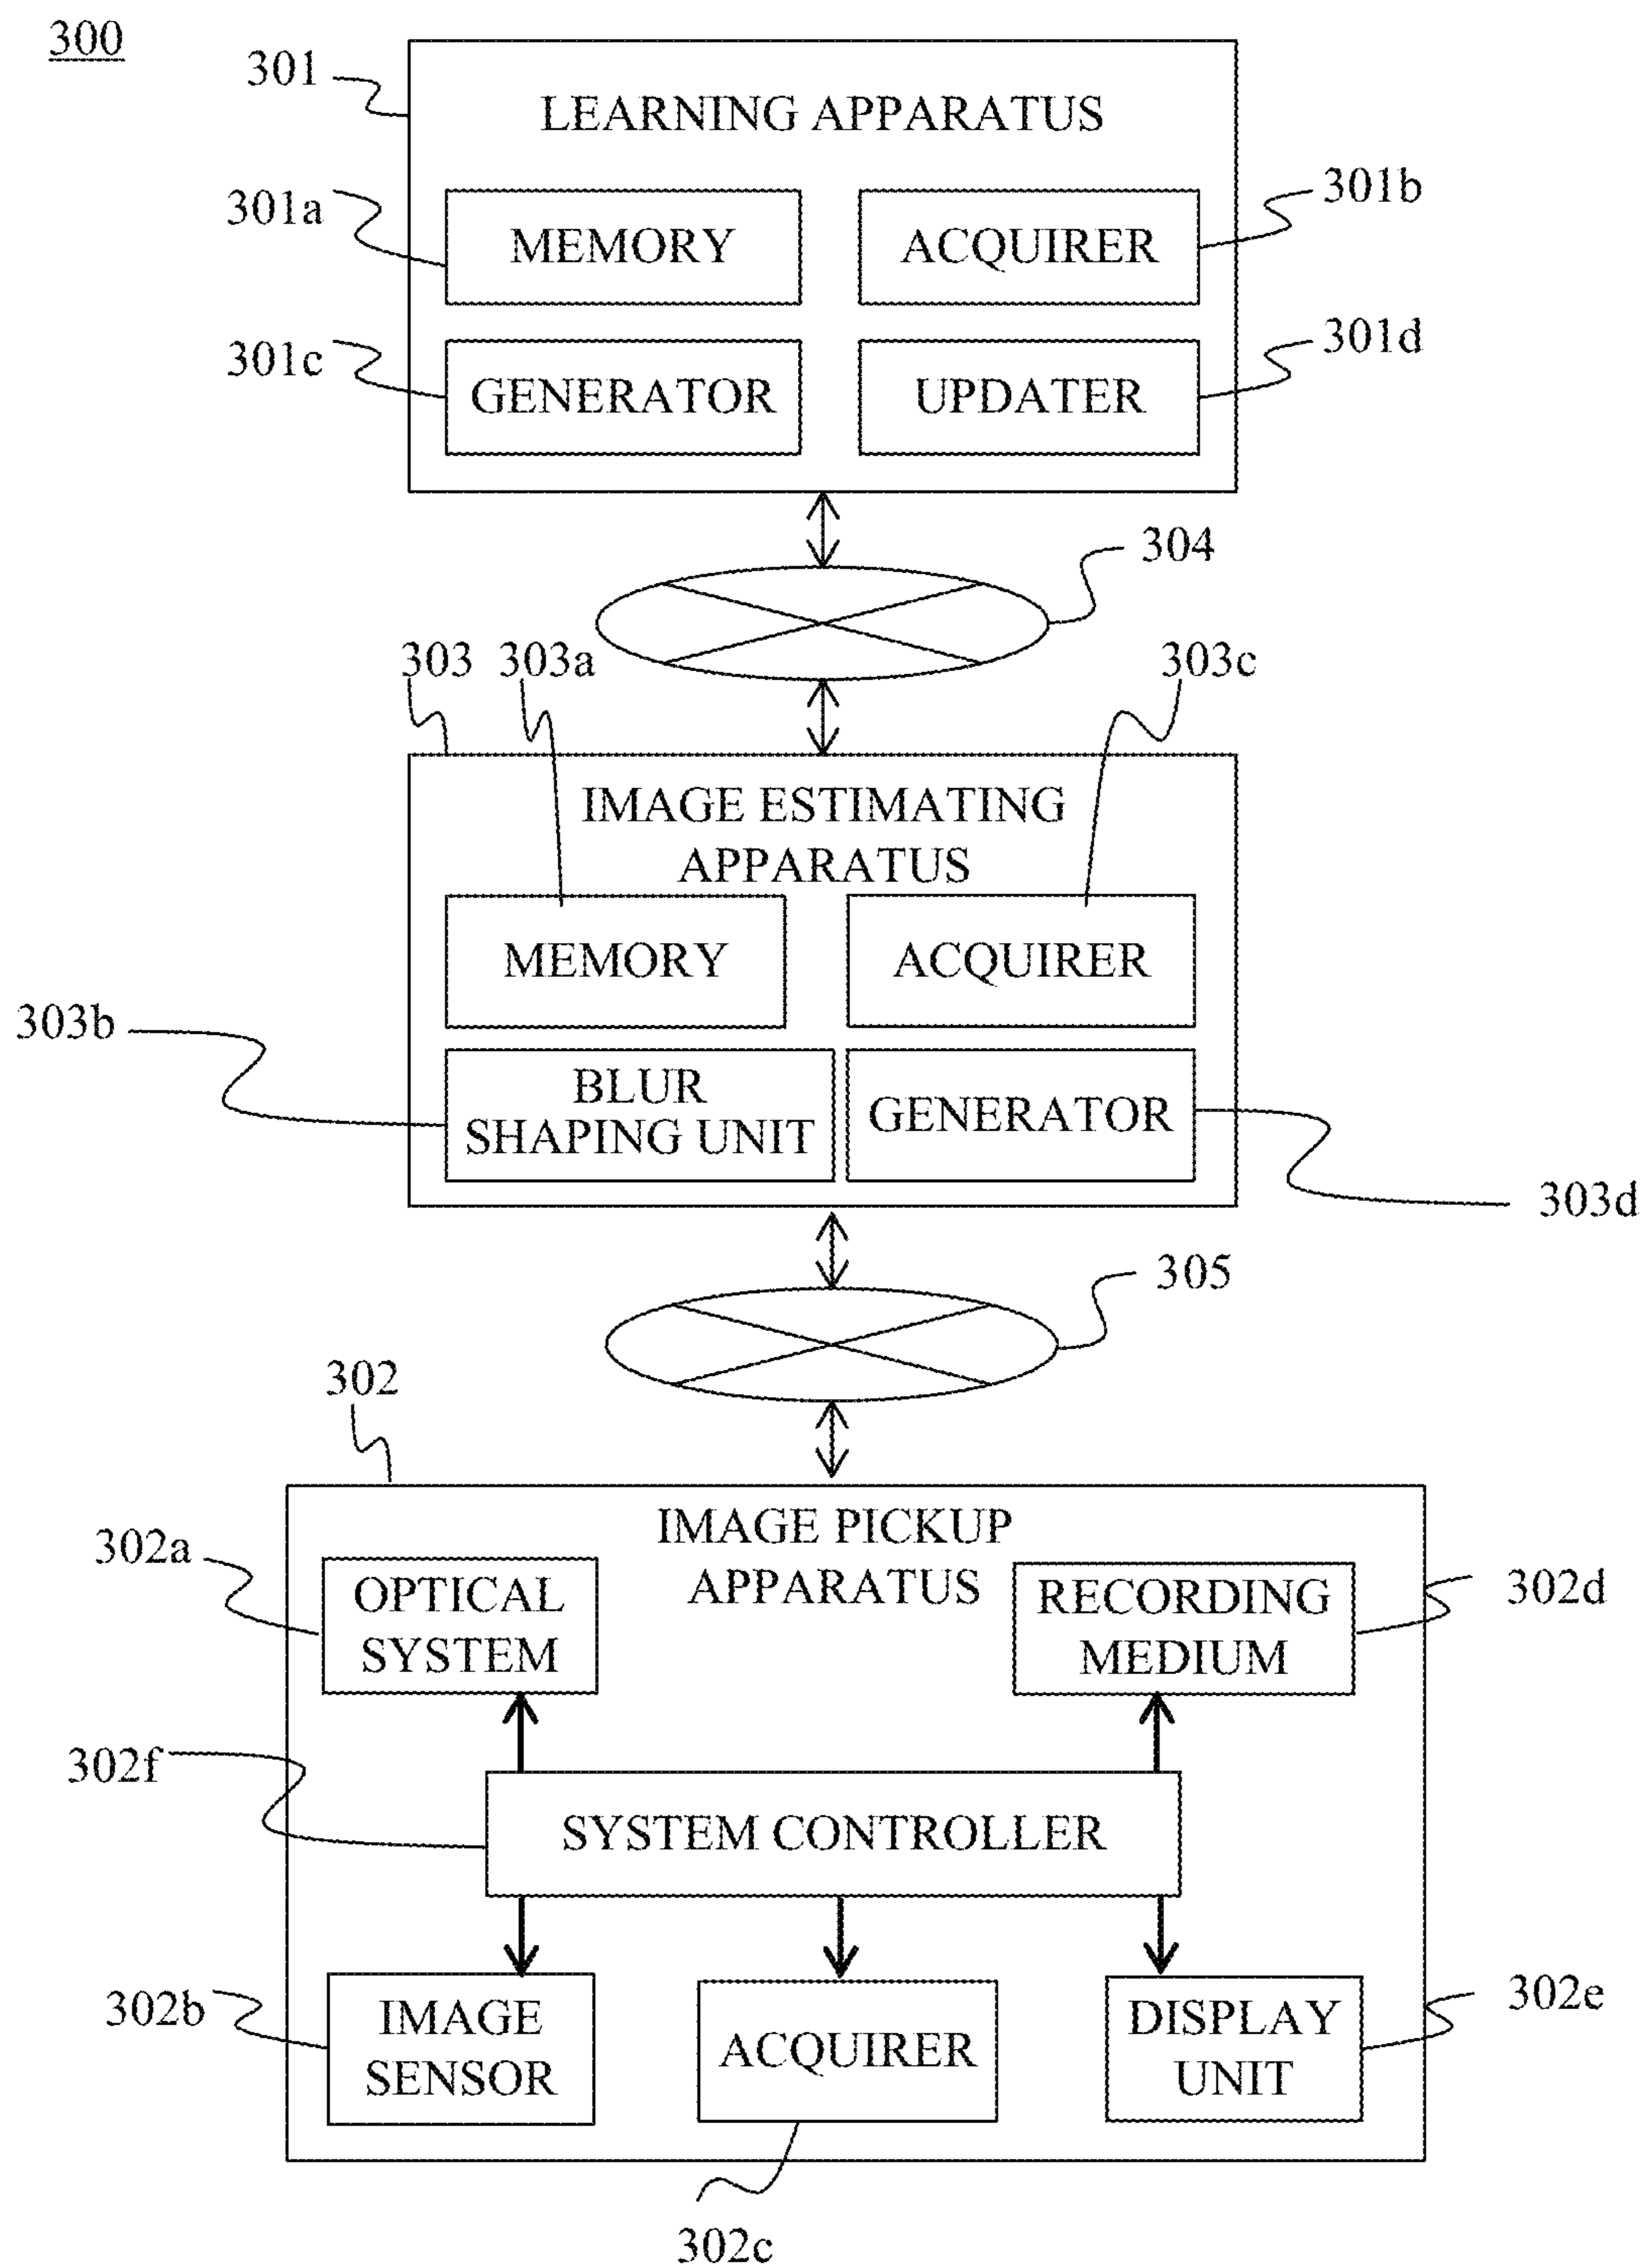 300
301
LEARNING APPARATUS
301a
MEMORY
ACQUIRER
301b
301c
GENERATOR
UPDATER
301d
304
303
303a
303c
IMAGE ESTIMATING
APPARATUS
MEMORY
ACQUIRER
303b
BLUR
SHAPING UNIT
GENERATOR
303d
305
302
IMAGE PICKUP
APPARATUS
302a
OPTICAL
SYSTEM
RECORDING
MEDIUM
302d
302f
SYSTEM CONTROLLER
302b
IMAGE
SENSOR
ACQUIRER
DISPLAY
UNIT
302e
302c